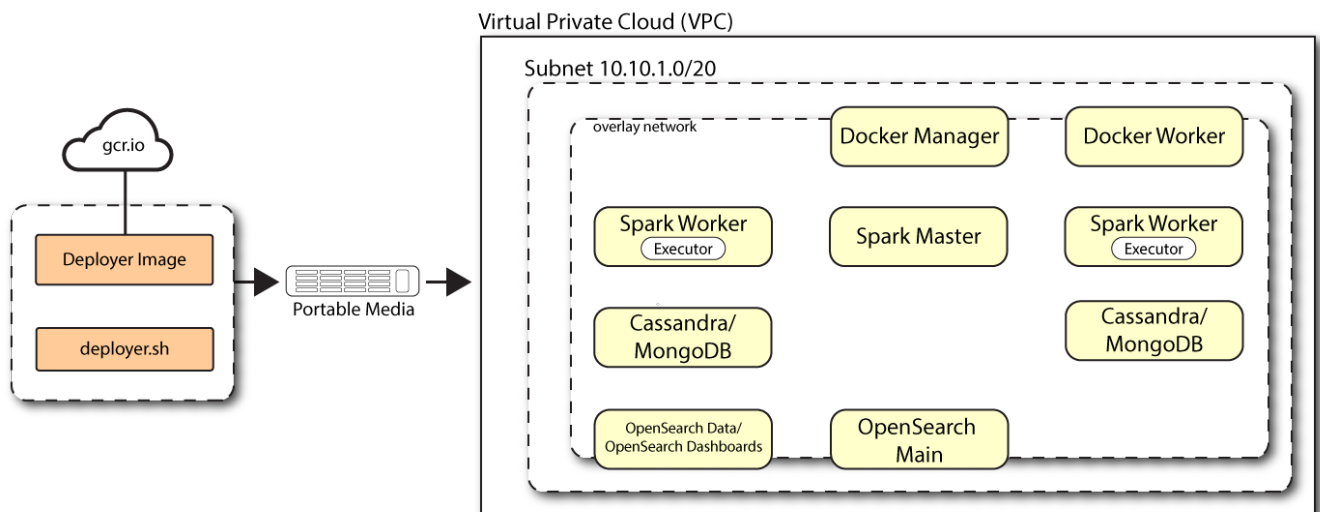 Virtual Private Cloud (VPC)
Subnet 10.10.1.0/20
gcr.io
Deployer Image
deployer.sh
Portable Media
overlay network
Docker Manager
Docker Worker
Spark Worker
Executor
Spark Master
Spark Worker
Executor
Cassandra/
MongoDB
Cassandra/
MongoDB
OpenSearch Data/
OpenSearch Dashboards
OpenSearch
Main